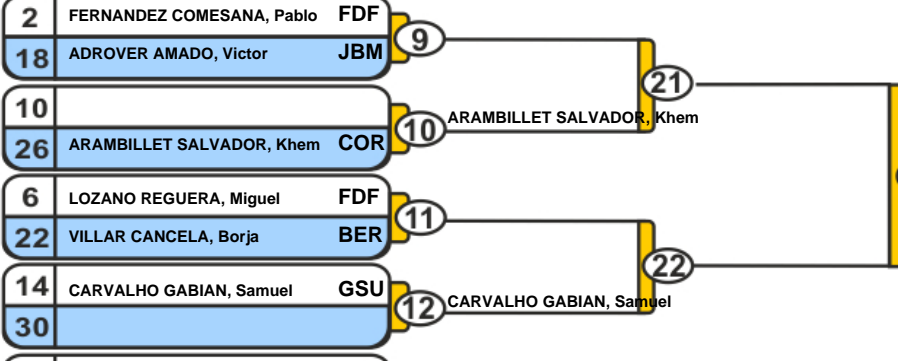 2 FERNANDEZ COMESANA, Pablo FDF
9
18 ADROVER AMADO, Victor JBM
21
10
10 ARAMBILLET SALVADOR, Khem
26 ARAMBILLET SALVADOR, Khem COR
6 LOZANO REGUERA, Miguel FDF
11
22 VILLAR CANCELA, Borja BER
22
14 CARVALHO GABIAN, Samuel GSU
12 CARVALHO GABIAN, Samuel
30